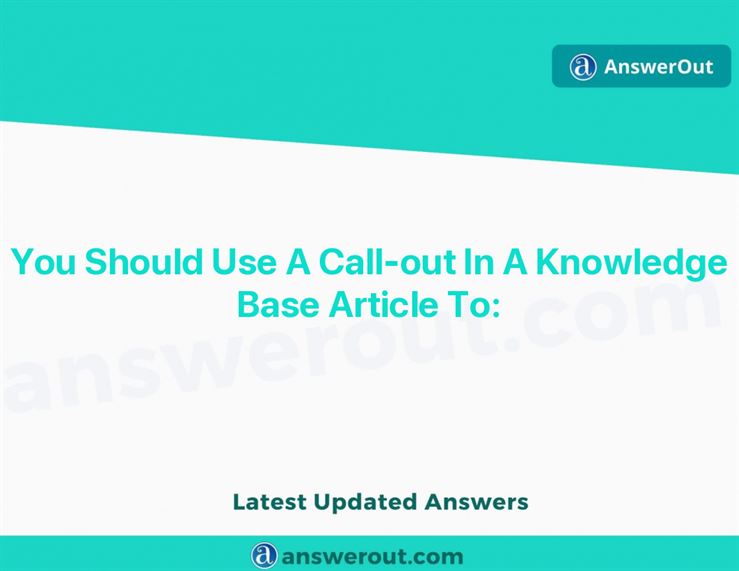 AnswerOut
You Should Use A Call-out In A Knowledge
Base Article To:
answerout.com
Latest Updated Answers
answerout.com